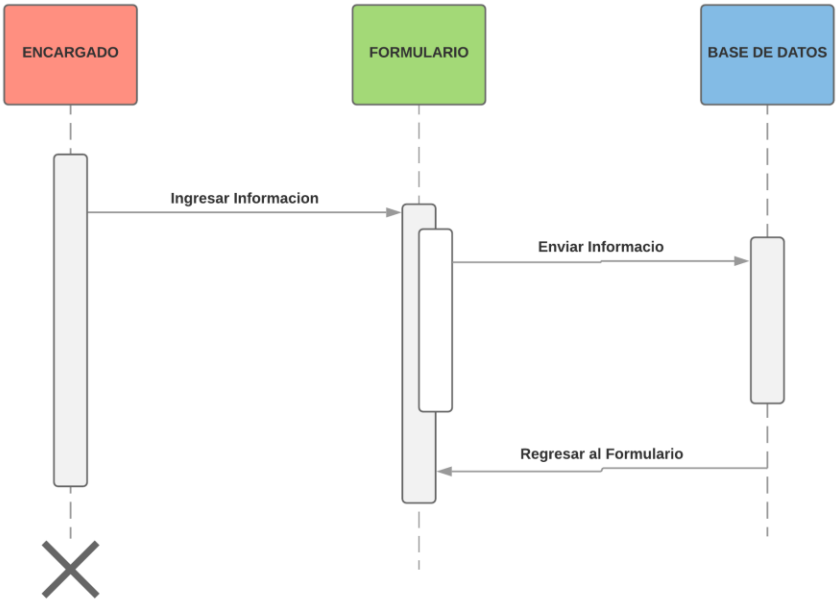 ENCARGADO
FORMULARIO
BASE DE DATOS
Ingresar Informacion
Enviar Informacio
Regresar al Formulario